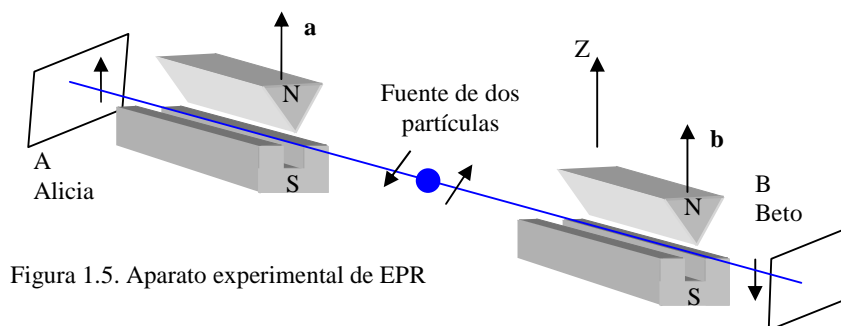 a
N
S
A
Alicia
Fuente de dos
partículas
Z
b
N
S
B
Beto
Figura 1.5. Aparato experimental de EPR